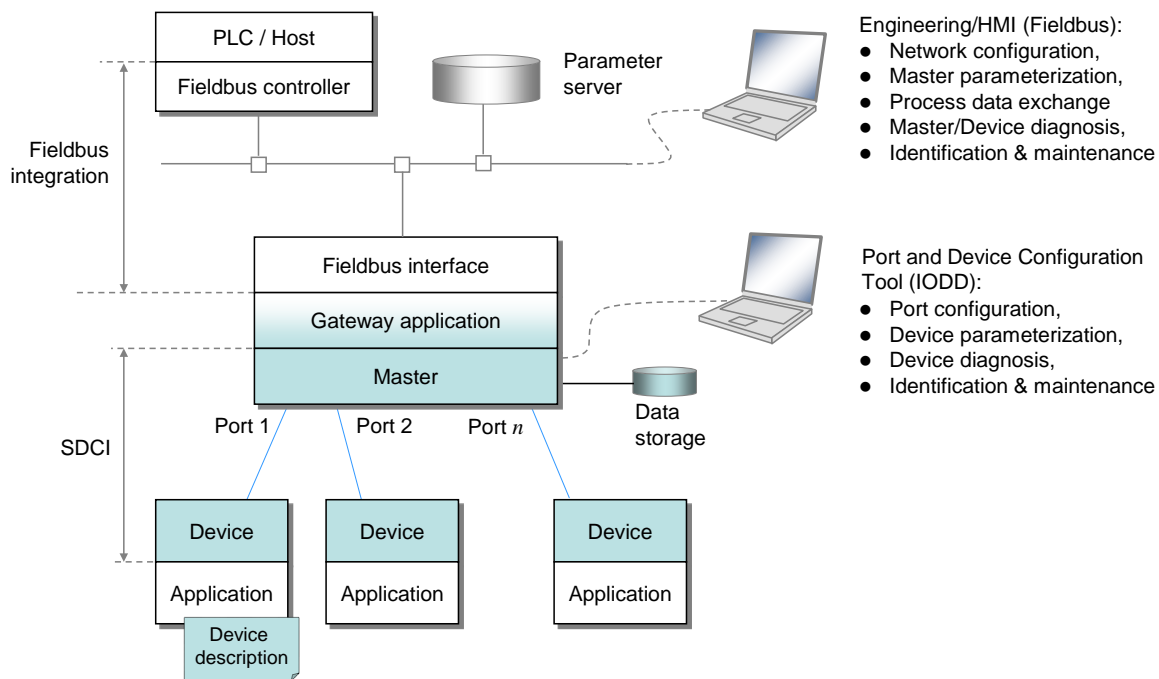 PLC / Host
Fieldbus controller
Parameter
server
Engineering/HMI (Fieldbus):
● Network configuration,
● Master parameterization,
● Process data exchange
● Master/Device diagnosis,
● Identification & maintenance
Fieldbus
integration
Fieldbus interface
Gateway application
Master
Port and Device Configuration
Tool (IODD):
● Port configuration,
● Device parameterization,
● Device diagnosis,
● Identification & maintenance
Data
storage
Port 1
Port 2
Port n
SDCI
Device
Application
Device
Application
Device
Application
Device
description